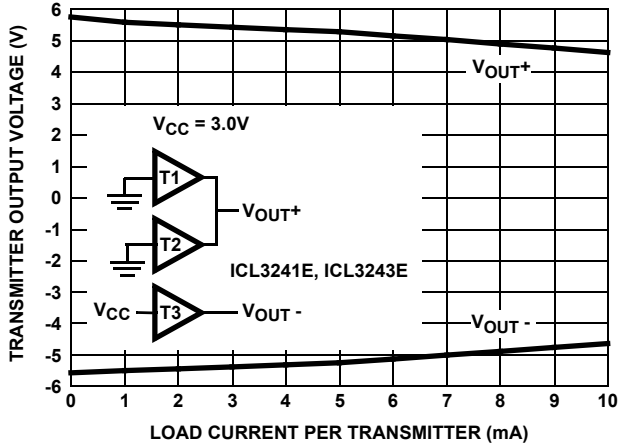 TRANSMITTER OUTPUT VOLTAGE (V)
6
5
4
3
2
1
0
-1
-2
-3
-4
-5
-6
VOUT+
VCC = 3.0V
T1
VOUT+
T2
ICL3241E, ICL3243E
VCC
T3
VOUT -
VOUT -
0 1 2 3 4 5 6 7 8 9 10
LOAD CURRENT PER TRANSMITTER (mA)